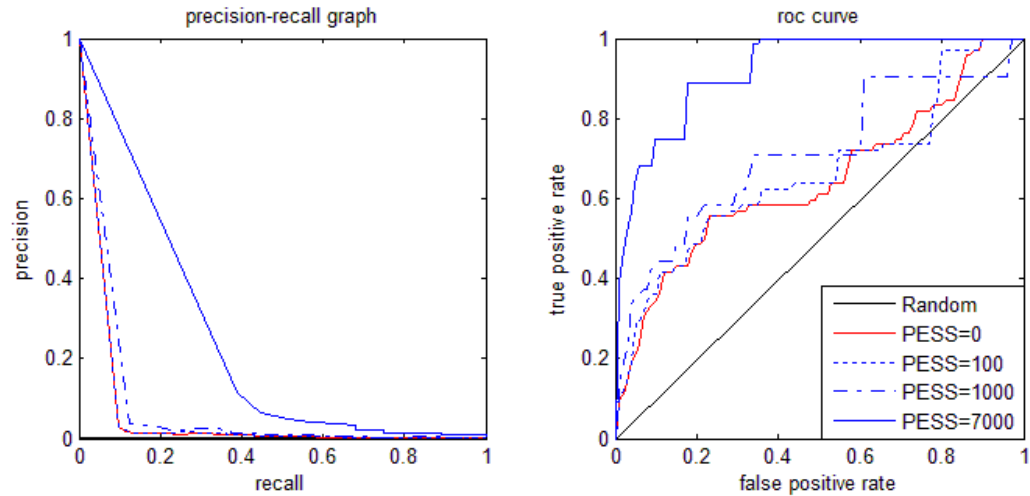 precision-recall graph
1
0.8
0.6
0.4
0.2
0
precision
0
0.2
0.4
0.6
0.8
1
recall
roc curve
1
0.8
0.6
0.4
0.2
0
true positive rate
0
0.2
0.4
0.6
0.8
1
false positive rate
Random
PESS=0
PESS=100
PESS=1000
PESS=7000